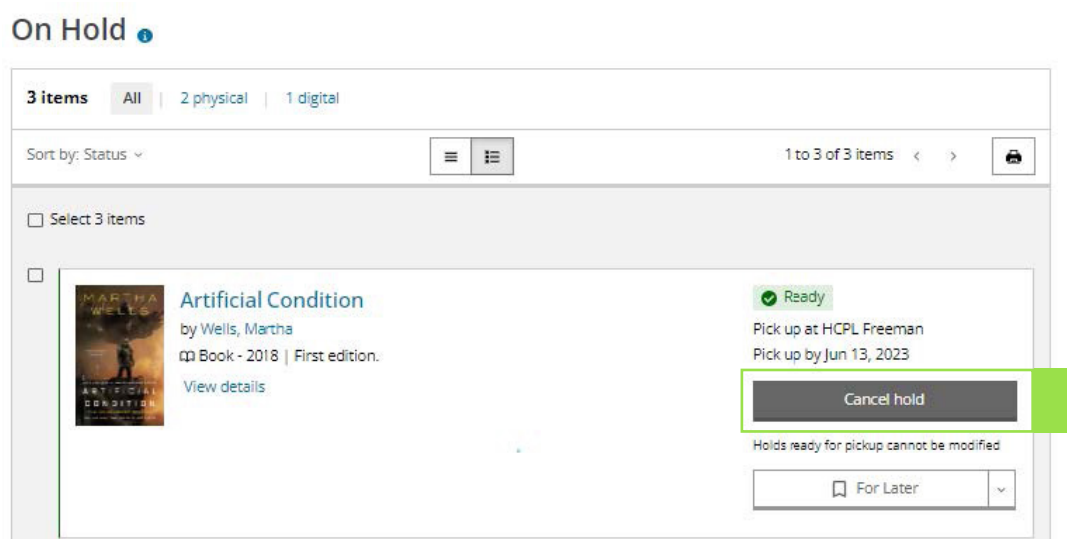 On Hold
3 items All | 2 physical | 1 digital
Sort by: Status
1 to 3 of 3 items
Select 3 items
MARTHA
WELLS
ARTIFICIAL
CONDITION
Artificial Condition
by Wells, Martha
Book - 2018 | First edition.
View details
Ready
Pick up at HCPL Freeman
Pick up by Jun 13, 2023
Cancel hold
Holds ready for pickup cannot be modified
For Later